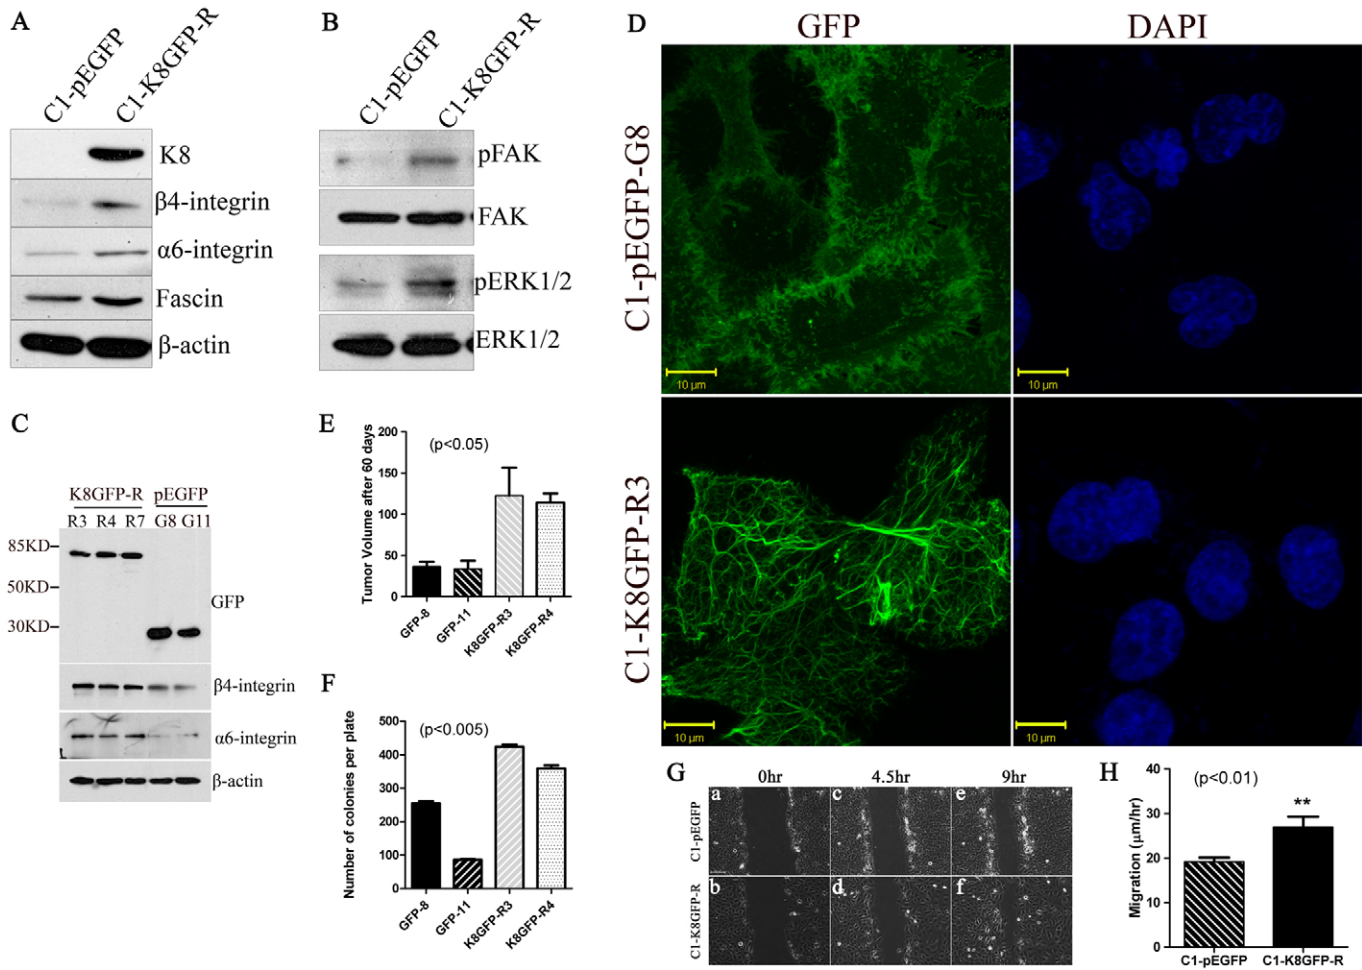 A
C1-pEGFP
C1-K8GFP-R
K8
β4-integrin
α6-integrin
Fascin
β-actin
B
C1-pEGFP
C1-K8GFP-R
pFAK
FAK
pERK1/2
ERK1/2
C
K8GFP-R pEGFP
R3 R4 R7 G8 G11
85KD
50KD
30KD
GFP
β4-integrin
α6-integrin
β-actin
D
GFP
DAPI
C1-pEGFP-G8
10 μm
10 μm
C1-K8GFP-R3
10 μm
10 μm
E
(p<0.05)
Tumor Volume after 60 days
200
150
100
50
0
GFP-8
GFP-11
K8GFP-R3
K8GFP-R4
F
(p<0.005)
Number of colonies per plate
500
400
300
200
100
0
GFP-8
GFP-11
K8GFP-R3
K8GFP-R4
G
0hr
4.5hr
9hr
C1-pEGFP
a
c
e
C1-K8GFP-R
b
d
f
H
(p<0.01)
**
Migration (μm/hr)
40
30
20
10
0
C1-pEGFP
C1-K8GFP-R